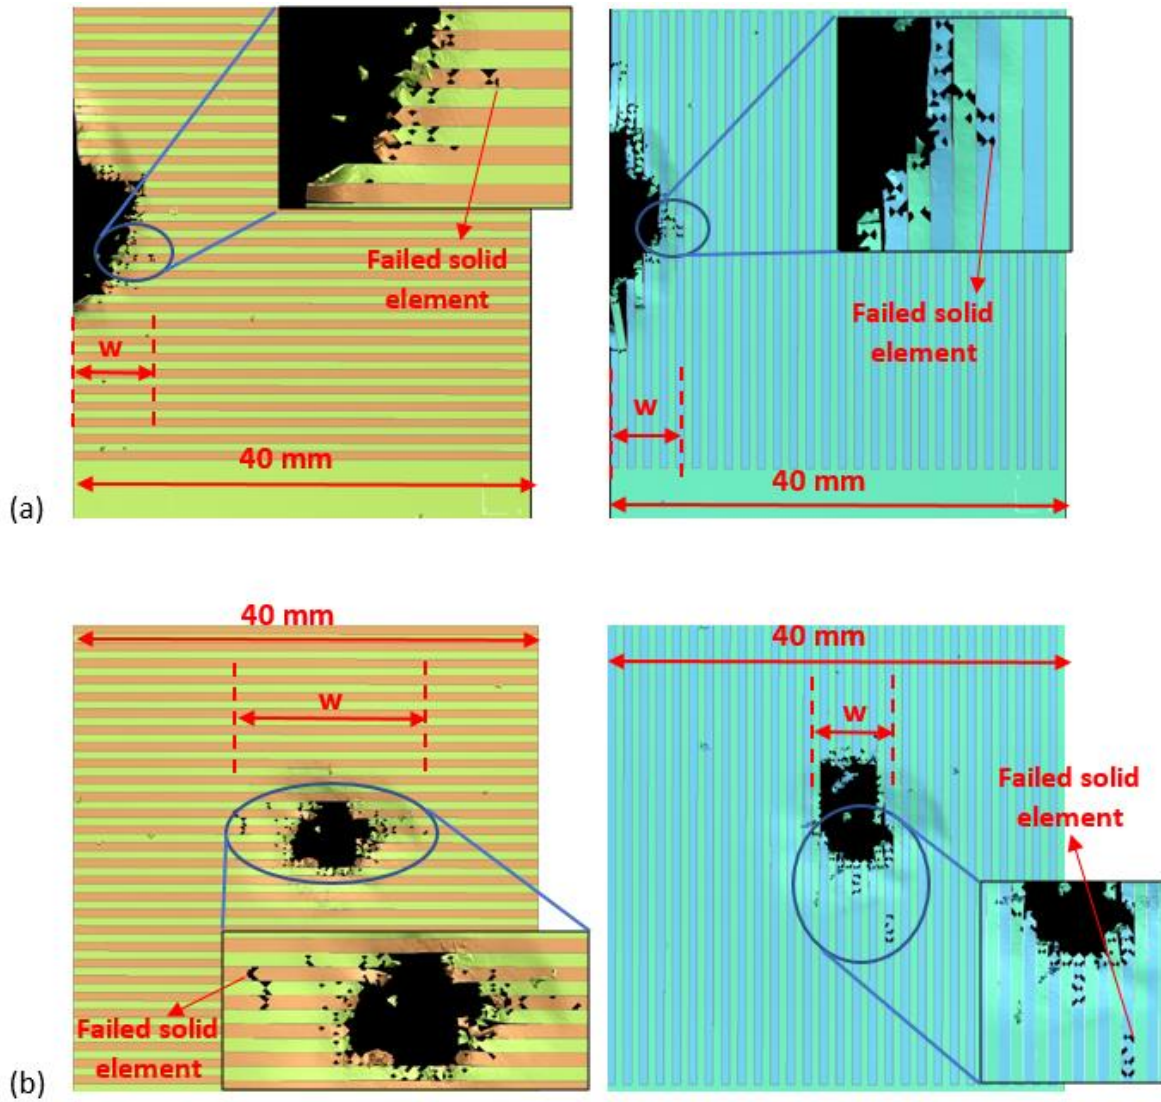 Failed solid
element
w
40 mm
Failed solid
element
w
40 mm
(a)
40 mm
w
Failed solid
element
40 mm
w
Failed solid
element
(b)